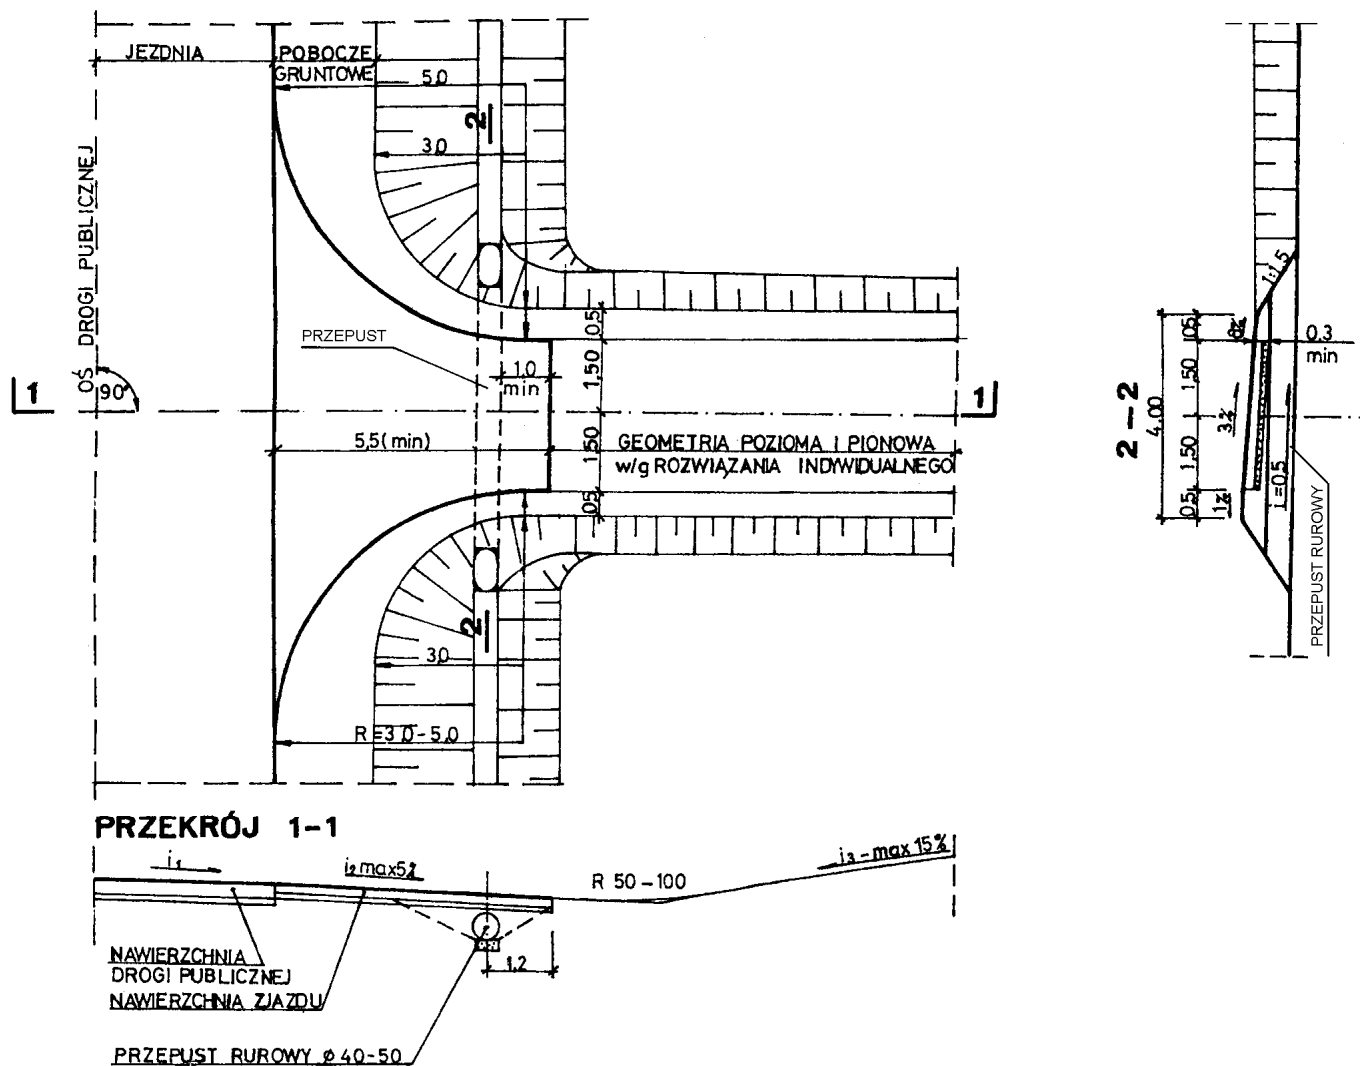 JEZDNIA
POBOCZE
GRUNTOWE
5,0
2
3,0
OŚ DROGI PUBLICZNEJ
PRZEPUST
90°
1
1
0,5
1,50
1,50
0,5
1,0
min
5,5(min)
GEOMETRIA POZIOMA I PIONOWA
w/g ROZWIĄZANIA INDYWIDUALNEGO
2
3,0
R=3,0-5,0
2-2
4.00
0,5
1,50
1,50
0,5
8%
3%
1%
1:1.5
0,3
min
i=0,5
PRZEPUST RUROWY
PRZEKRÓJ 1-1
i₁
i₂ max5%
R 50-100
i₃-max 15%
NAWIERZCHNIA
DROGI PUBLICZNEJ
NAWIERZCHNIA ZJAZDU
1,2
PRZEPUST RUROWY ø 40-50